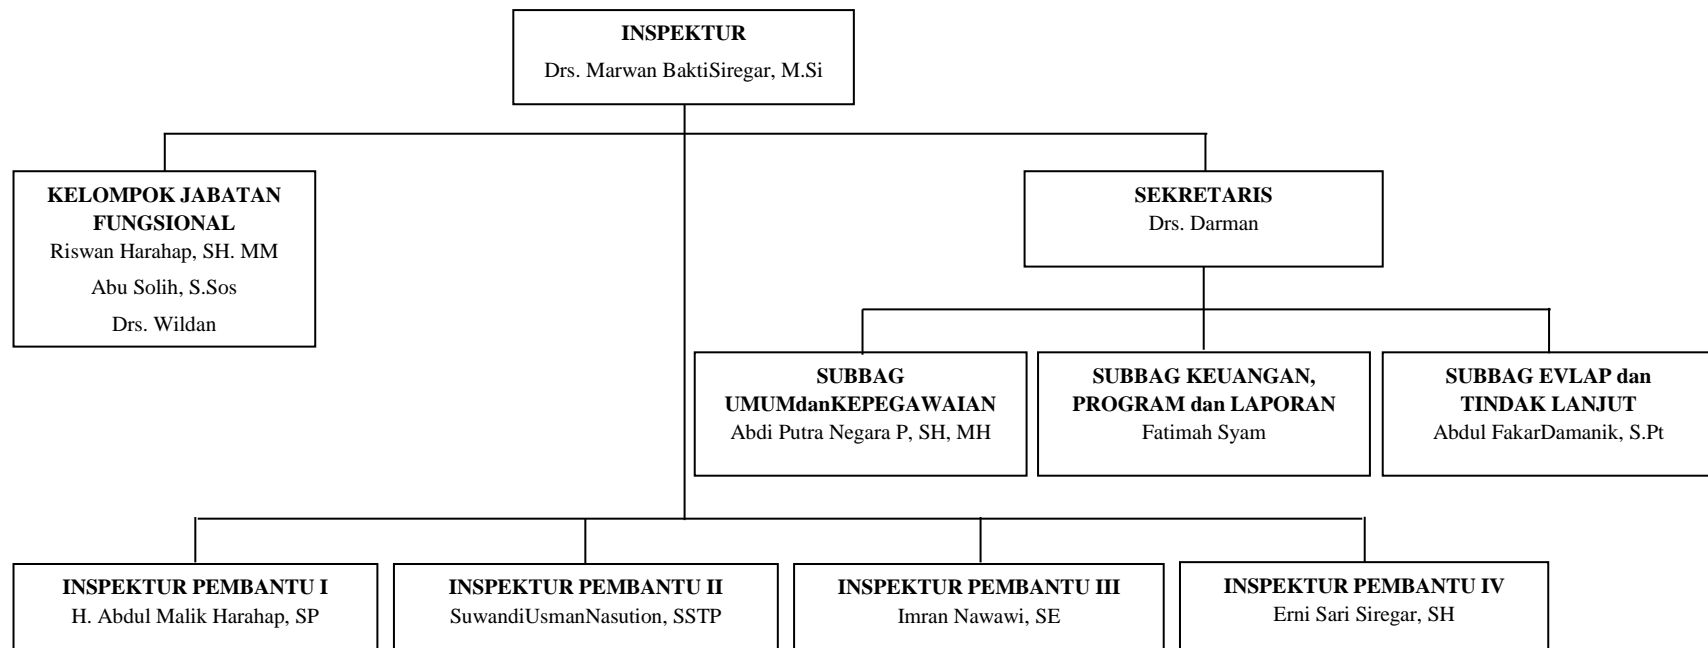 INSPEKTUR
Drs. Marwan BaktiSiregar, M.Si
KELOMPOK JABATAN
FUNGSIONAL
Riswan Harahap, SH. MM
Abu Solih, S.Sos
Drs. Wildan
SEKRETARIS
Drs. Darman
SUBBAG
UMUMdanKEPEGAWAIAN
Abdi Putra Negara P, SH, MH
SUBBAG KEUANGAN,
PROGRAM dan LAPORAN
Fatimah Syam
SUBBAG EVLAP dan
TINDAK LANJUT
Abdul FakarDamanik, S.Pt
INSPEKTUR PEMBANTU I
H. Abdul Malik Harahap, SP
INSPEKTUR PEMBANTU II
SuwandiUsmanNasution, SSTP
INSPEKTUR PEMBANTU III
Imran Nawawi, SE
INSPEKTUR PEMBANTU IV
Erni Sari Siregar, SH